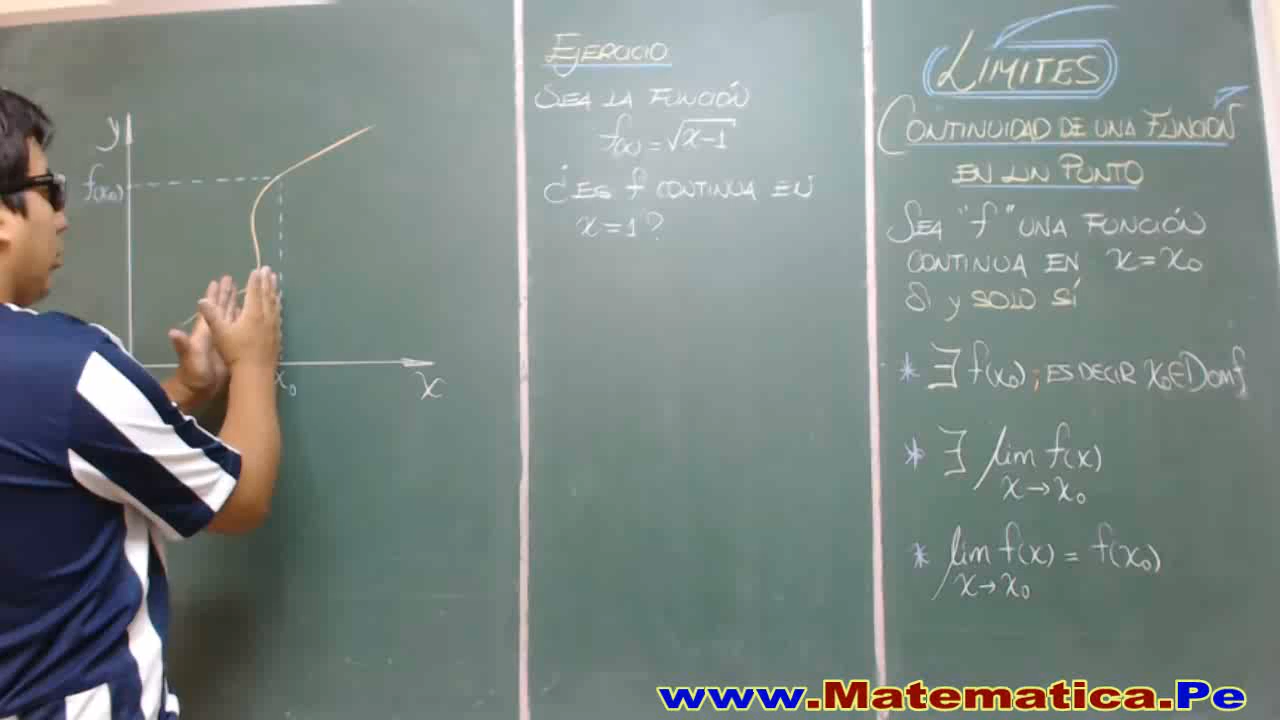 y
f(x₀)
x₀
x
EJERCICIO
SEA LA FUNCIÓN
f(x) = √x-1
¿ES f CONTINUA EN
x=1?
LIMITES
CONTINUIDAD DE UNA FUNCIÓN
EN UN PUNTO
SEA "f" UNA FUNCIÓN
CONTINUA EN x=x₀
SI y SOLO SÍ
* ∃ f(x₀) ; ES DECIR x₀∈Domf
* ∃ lim f(x)
x→x₀
* lim f(x) = f(x₀)
x→x₀
www.Matematica.Pe